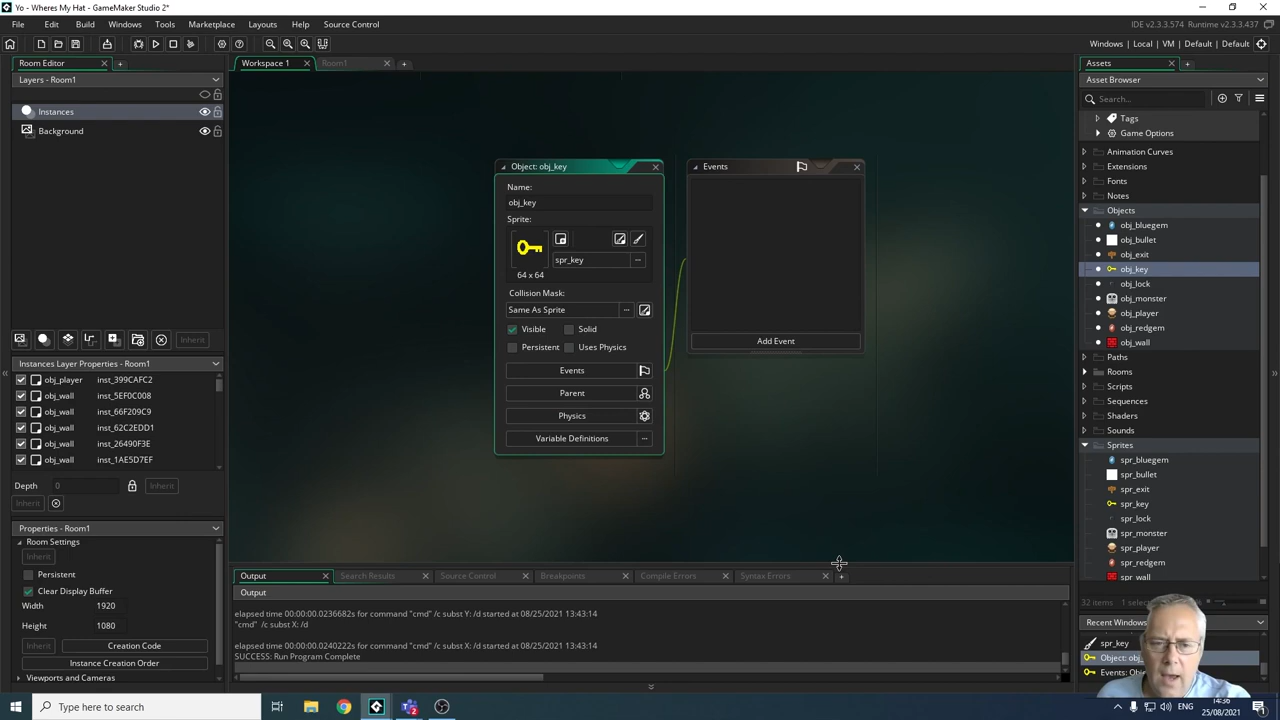 Yo - Wheres My Hat - GameMaker Studio 2*
File Edit Build Windows Tools Marketplace Layouts Help Source Control
IDE v2.3.3.574 Runtime v2.3.3.437
Windows | Local | VM | Default | Default
Room Editor
Layers - Room1
Instances
Background
Inherit
Instances Layer Properties - Room1
obj_player inst_399CAFC2
obj_wall inst_5EF0C008
obj_wall inst_66F209C9
obj_wall inst_62C2EDD1
obj_wall inst_26490F3E
obj_wall inst_1AE5D7EF
Depth 0 Inherit
Inherit
Properties - Room1
Room Settings
Inherit
Persistent
Clear Display Buffer
Width 1920
Height 1080
Inherit Creation Code
Instance Creation Order
Viewports and Cameras
Workspace 1 Room1
Object: obj_key
Name:
obj_key
Sprite:
spr_key
64 x 64
Collision Mask:
Same As Sprite
Visible Solid
Persistent Uses Physics
Events
Parent
Physics
Variable Definitions
Events
Add Event
Output Search Results Source Control Breakpoints Compile Errors Syntax Errors
Output
elapsed time 00:00:00.0236682s for command "cmd" /c subst Y: /d started at 08/25/2021 13:43:14
"cmd" /c subst X: /d
elapsed time 00:00:00.0240222s for command "cmd" /c subst X: /d started at 08/25/2021 13:43:14
SUCCESS: Run Program Complete
Assets
Asset Browser
Search...
Tags
Game Options
Animation Curves
Extensions
Fonts
Notes
Objects
obj_bluegem
obj_bullet
obj_exit
obj_key
obj_lock
obj_monster
obj_player
obj_redgem
obj_wall
Paths
Rooms
Scripts
Sequences
Shaders
Sounds
Sprites
spr_bluegem
spr_bullet
spr_exit
spr_key
spr_lock
spr_monster
spr_player
spr_redgem
spr_wall
32 items
Recent Windows
spr_key
Object:
Events:
Type here to search
ENG
14:36
25/08/2021